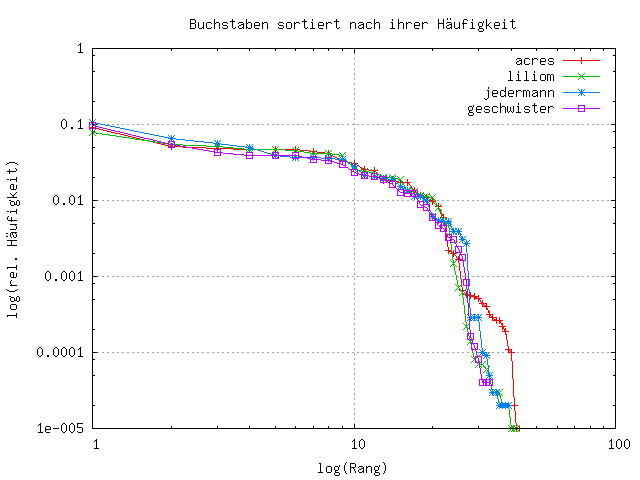 Buchstaben sortiert nach ihrer Häufigkeit
acres
liliom
jedermann
geschwister
log(rel. Häufigkeit)
1
0.1
0.01
0.001
0.0001
1e-005
1 10 100
log(Rang)